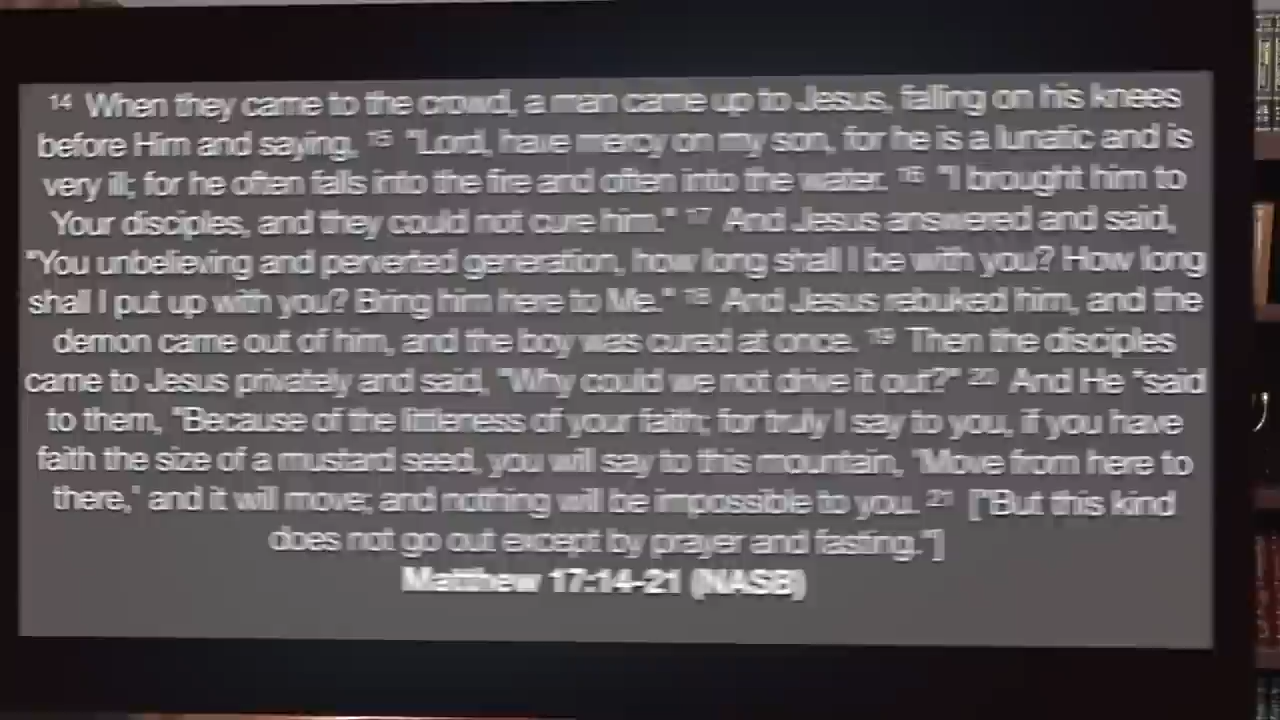 14 When they came to the crowd, a man came up to Jesus, falling on his knees
before Him and saying, 15 "Lord, have mercy on my son, for he is a lunatic and is
very ill; for he often falls into the fire and often into the water. 16 "I brought him to
Your disciples, and they could not cure him." 17 And Jesus answered and said,
"You unbelieving and perverted generation, how long shall I be with you? How long
shall I put up with you? Bring him here to Me." 18 And Jesus rebuked him, and the
demon came out of him, and the boy was cured at once. 19 Then the disciples
came to Jesus privately and said, "Why could we not drive it out?" 20 And He *said
to them, "Because of the littleness of your faith; for truly I say to you, if you have
faith the size of a mustard seed, you will say to this mountain, 'Move from here to
there,' and it will move; and nothing will be impossible to you. 21 ["But this kind
does not go out except by prayer and fasting."]
Matthew 17:14-21 (NASB)